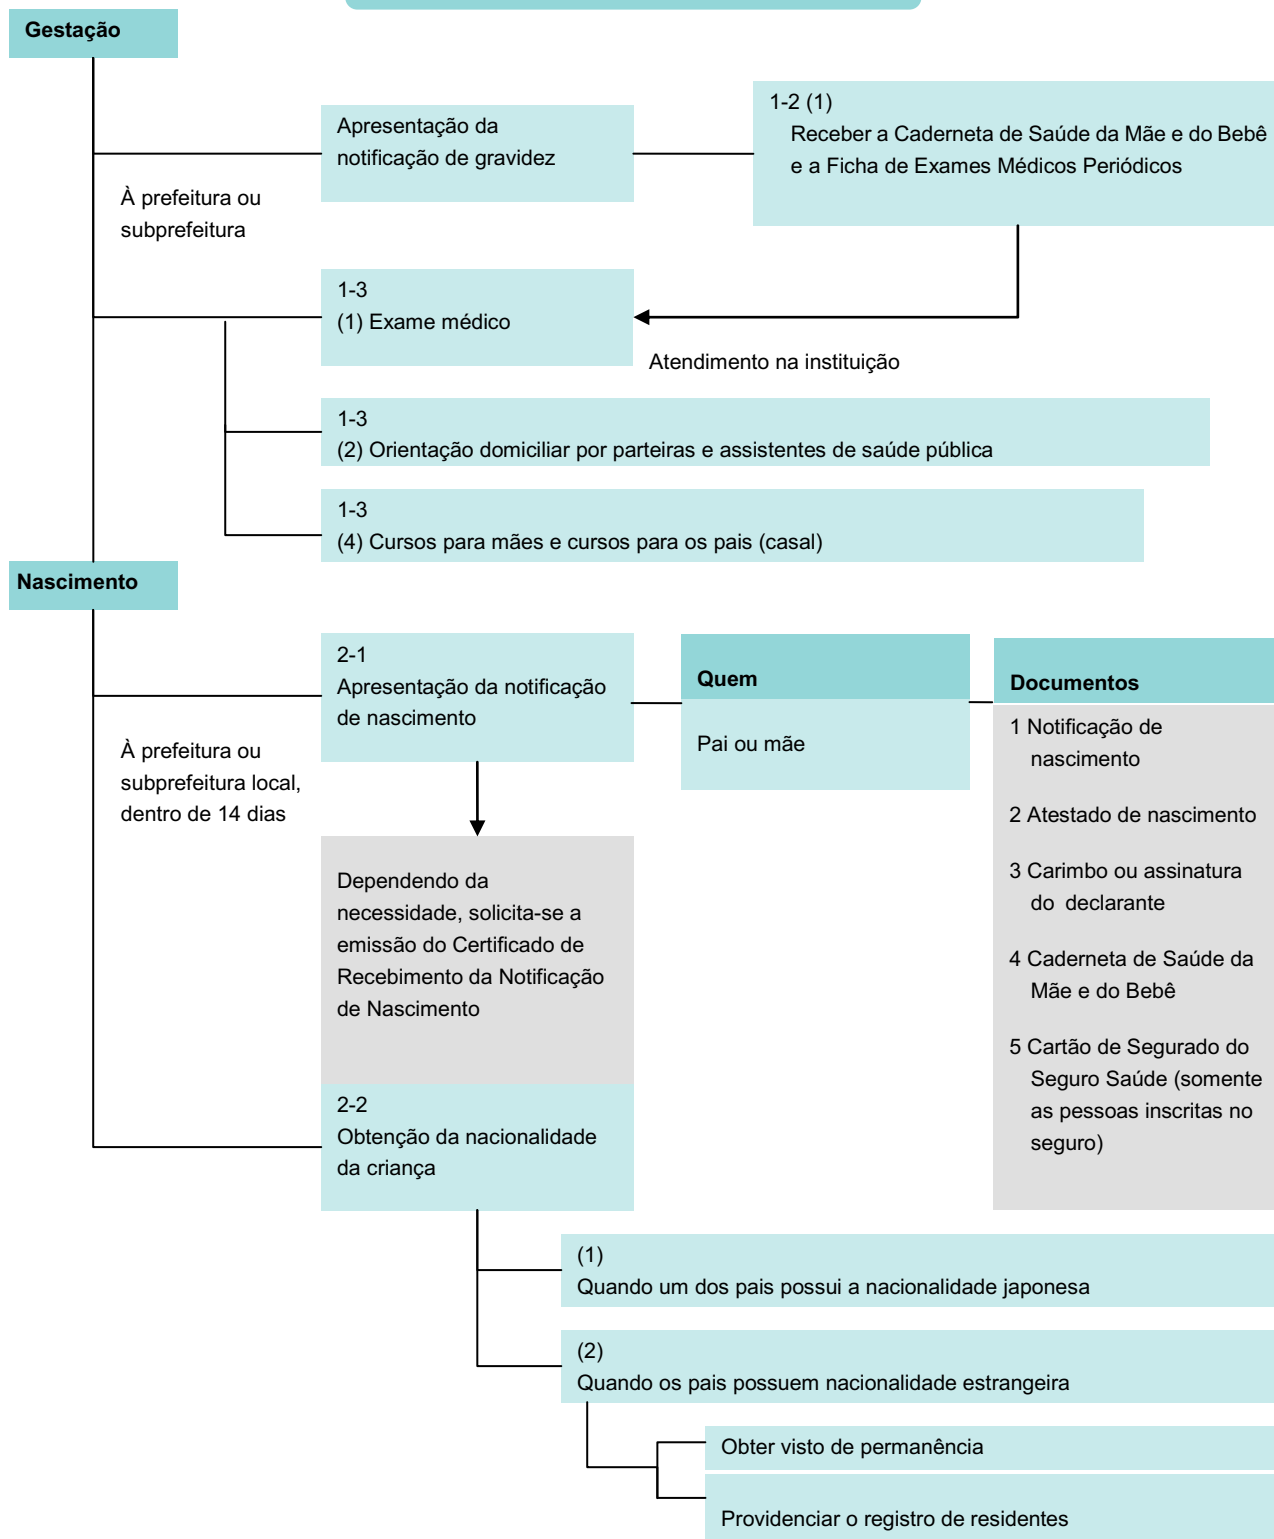 Gestação
Apresentação da
notificação de gravidez
1-2 (1)
Receber a Caderneta de Saúde da Mãe e do Bebê
e a Ficha de Exames Médicos Periódicos
À prefeitura ou
subprefeitura
1-3
(1) Exame médico
Atendimento na instituição
1-3
(2) Orientação domiciliar por parteiras e assistentes de saúde pública
1-3
(4) Cursos para mães e cursos para os pais (casal)
Nascimento
2-1
Apresentação da notificação
de nascimento
Quem
Pai ou mãe
Documentos
1 Notificação de
nascimento
2 Atestado de nascimento
3 Carimbo ou assinatura
do declarante
4 Caderneta de Saúde da
Mãe e do Bebê
5 Cartão de Segurado do
Seguro Saúde (somente
as pessoas inscritas no
seguro)
À prefeitura ou
subprefeitura local,
dentro de 14 dias
Dependendo da
necessidade, solicita-se a
emissão do Certificado de
Recebimento da Notificação
de Nascimento
2-2
Obtenção da nacionalidade
da criança
(1)
Quando um dos pais possui a nacionalidade japonesa
(2)
Quando os pais possuem nacionalidade estrangeira
Obter visto de permanência
Providenciar o registro de residentes